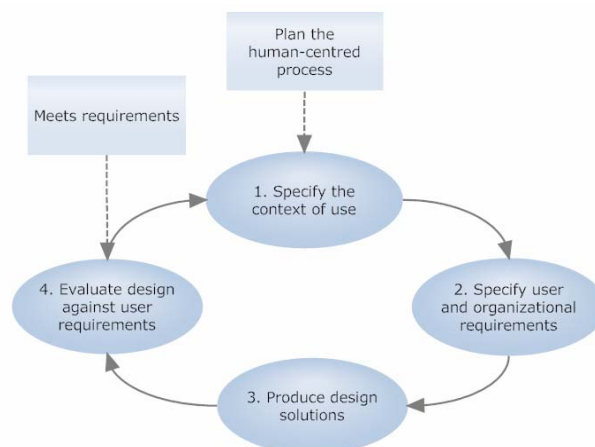 Plan the
human-centred
process
Meets requirements
1. Specify the
context of use
2. Specify user
and organizational
requirements
3. Produce design
solutions
4. Evaluate design
against user
requirements